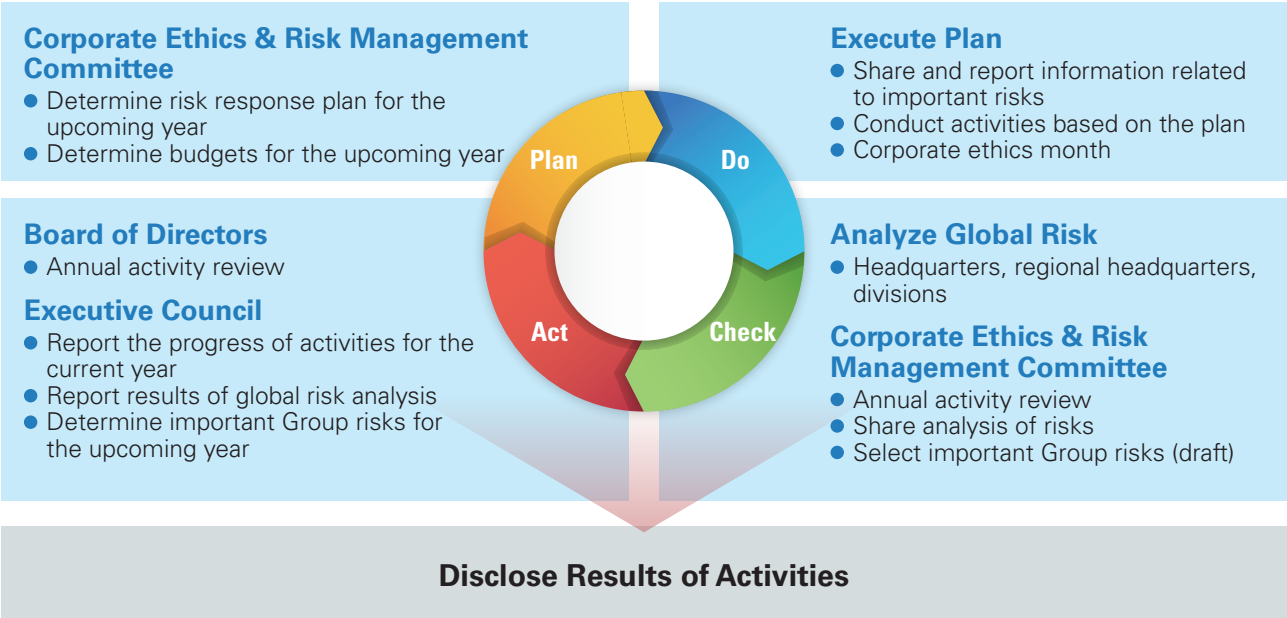 Corporate Ethics & Risk Management
Committee
● Determine risk response plan for the
upcoming year
● Determine budgets for the upcoming year
Execute Plan
● Share and report information related
to important risks
● Conduct activities based on the plan
● Corporate ethics month
Plan
Do
Board of Directors
● Annual activity review
Executive Council
● Report the progress of activities for the
current year
● Report results of global risk analysis
● Determine important Group risks for
the upcoming year
Act
Check
Analyze Global Risk
● Headquarters, regional headquarters,
divisions
Corporate Ethics & Risk
Management Committee
● Annual activity review
● Share analysis of risks
● Select important Group risks (draft)
Disclose Results of Activities